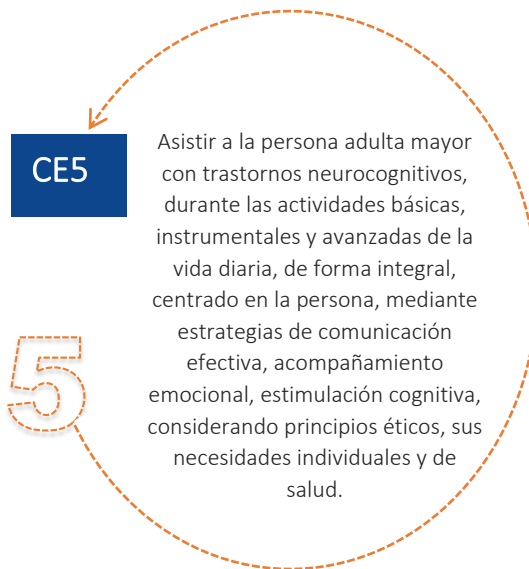 CE5
Asistir a la persona adulta mayor
con trastornos neurocognitivos,
durante las actividades básicas,
instrumentales y avanzadas de la
vida diaria, de forma integral,
centrado en la persona, mediante
estrategias de comunicación
efectiva, acompañamiento
emocional, estimulación cognitiva,
considerando principios éticos, sus
necesidades individuales y de
salud.
5